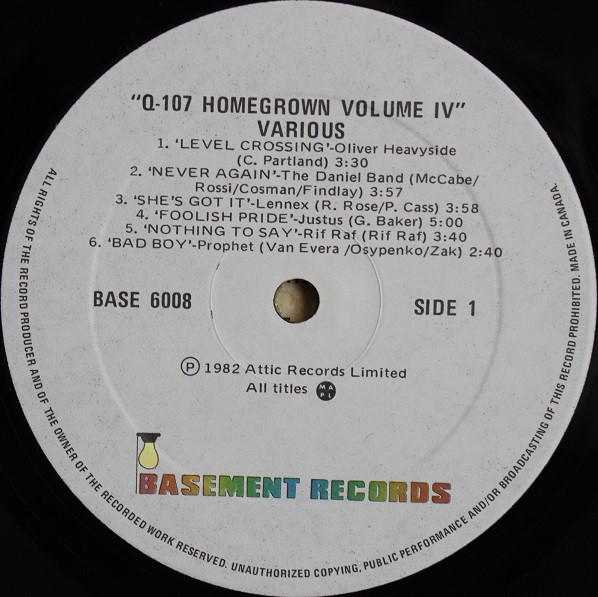 "Q-107 HOMEGROWN VOLUME IV"
VARIOUS
1. 'LEVEL CROSSING'-Oliver Heavyside
(C. Partland) 3:30
2. 'NEVER AGAIN'-The Daniel Band (McCabe/
Rossi/Cosman/Findlay) 3:57
3. 'SHE'S GOT IT'-Lennex (R. Rose/P. Cass) 3:58
4. 'FOOLISH PRIDE'-Justus (G. Baker) 5:00
5. 'NOTHING TO SAY'-Rif Raf (Rif Raf) 3:40
6. 'BAD BOY'-Prophet (Van Evera /Osypenko/Zak) 2:40
BASE 6008
SIDE 1
Ⓟ 1982 Attic Records Limited
All titles MAPL
BASEMENT RECORDS
ALL RIGHTS OF THE RECORD PRODUCER AND OF THE OWNER OF THE RECORDED WORK RESERVED. UNAUTHORIZED COPYING, PUBLIC PERFORMANCE AND/OR BROADCASTING OF THIS RECORD PROHIBITED. MADE IN CANADA.